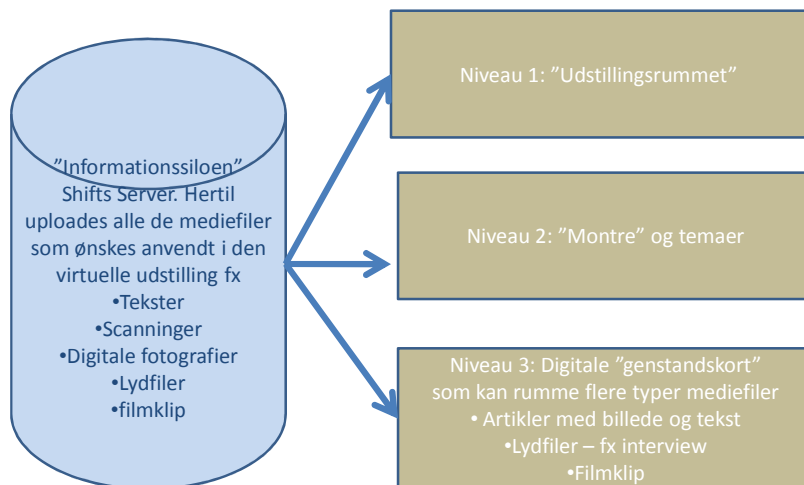 ”Informationssiloen”
Shifts Server. Hertil
uploades alle de mediefiler
som ønskes anvendt i den
virtuelle udstilling fx
•Tekster
•Scanninger
•Digitale fotografier
•Lydfiler
•filmklip
Niveau 1: ”Udstillingsrummet”
Niveau 2: ”Montre” og temaer
Niveau 3: Digitale ”genstandskort”
som kan rumme flere typer mediefiler
• Artikler med billede og tekst
•Lydfiler – fx interview
•Filmklip